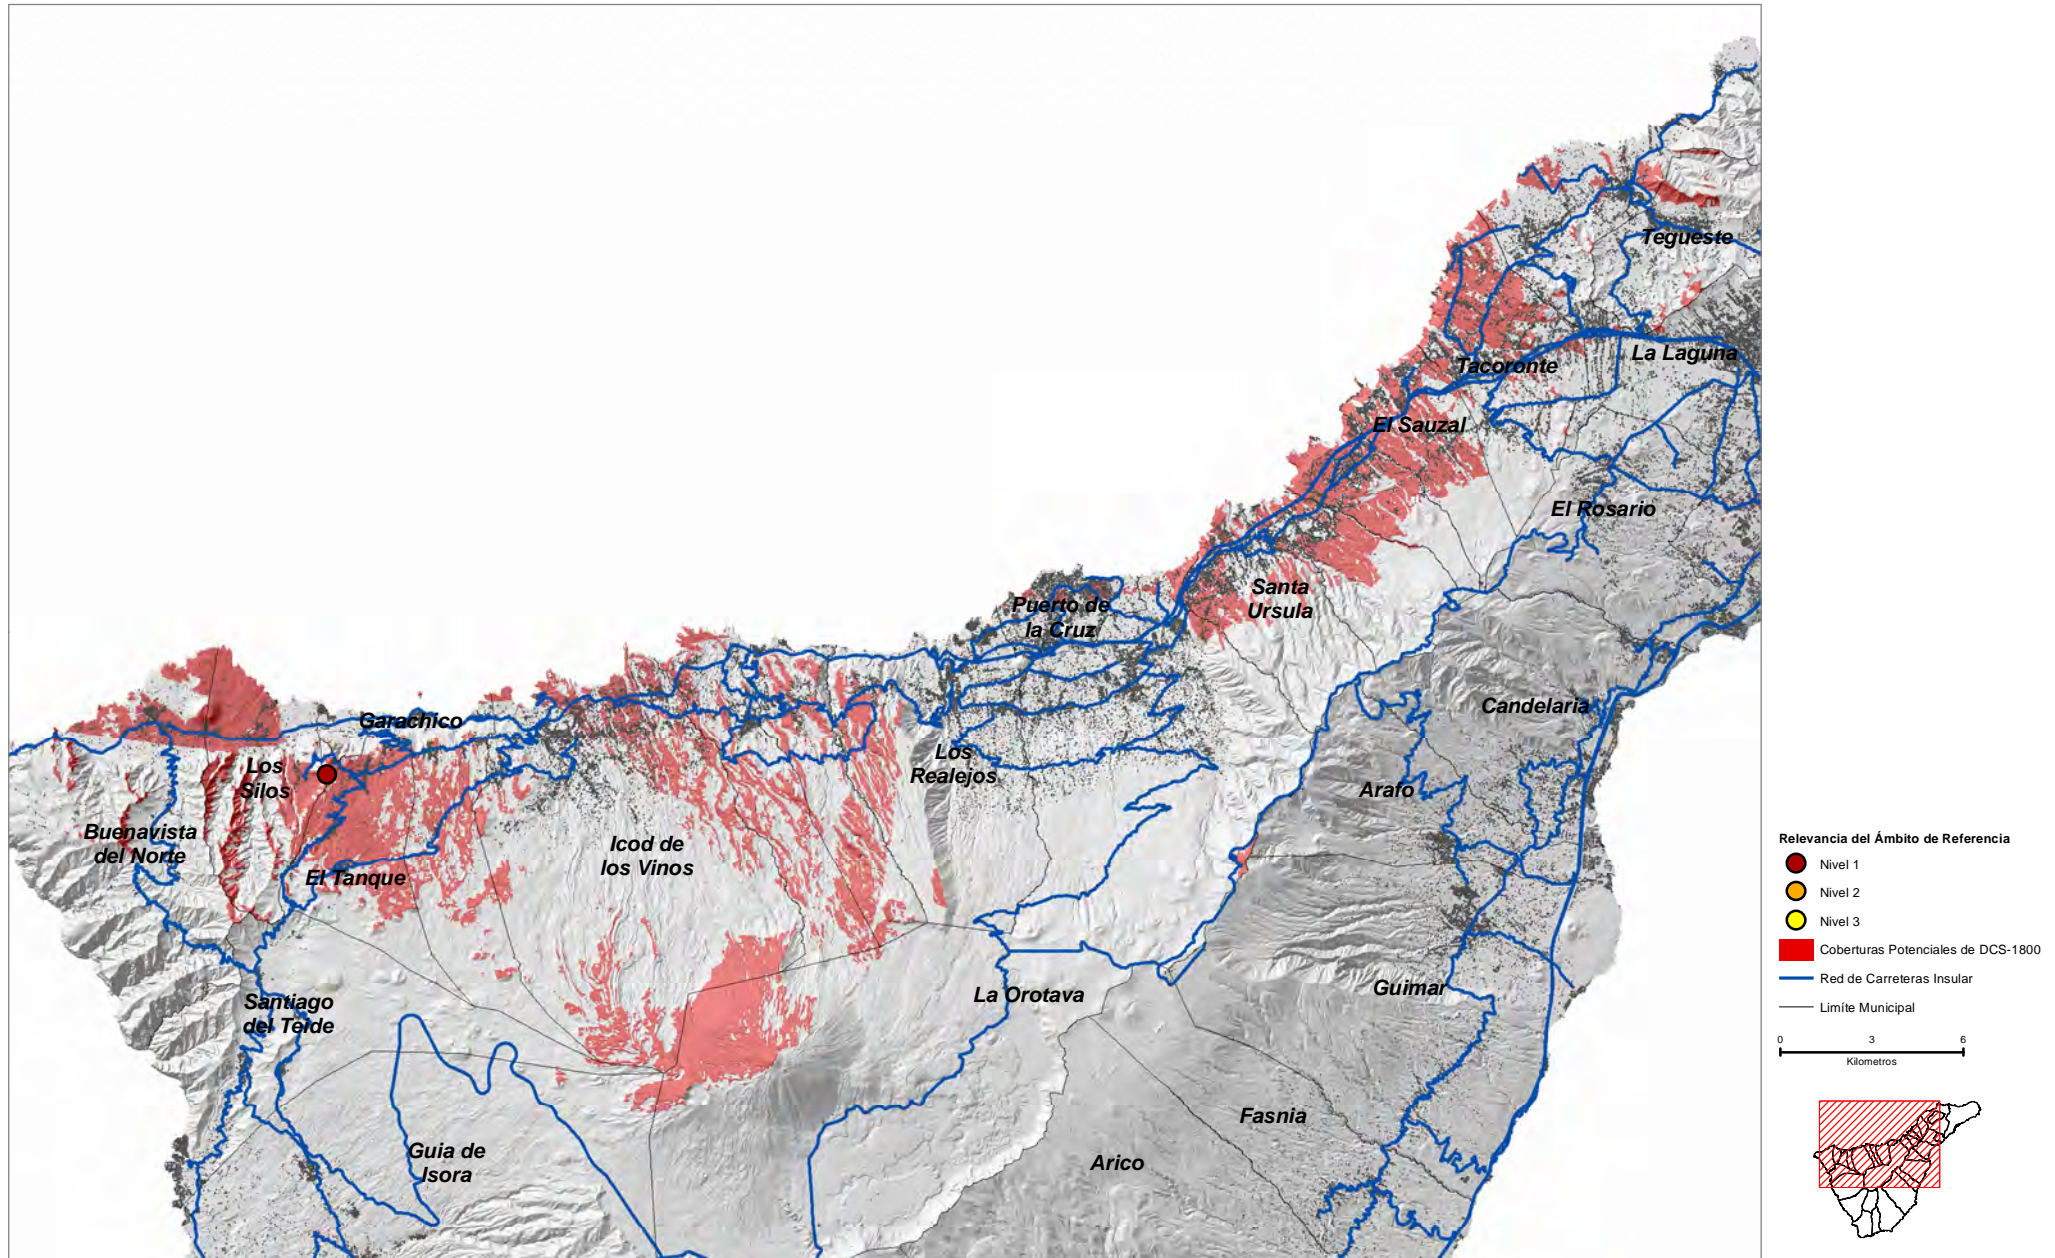 Tegueste
La Laguna
Tacoronte
El Sauzal
El Rosario
Santa
Ursula
Puerto de
la Cruz
Candelaria
Garachico
Los
Silos
Los
Realejos
Arafo
Buenavista
del Norte
Icod de
los Vinos
El Tanque
Guimar
La Orotava
Santiago
del Teide
Fasnia
Guia de
Isora
Arico
Relevancia del Ámbito de Referencia
Nivel 1
Nivel 2
Nivel 3
Coberturas Potenciales de DCS-1800
Red de Carreteras Insular
Limíte Municipal
0 3 6
Kilometros